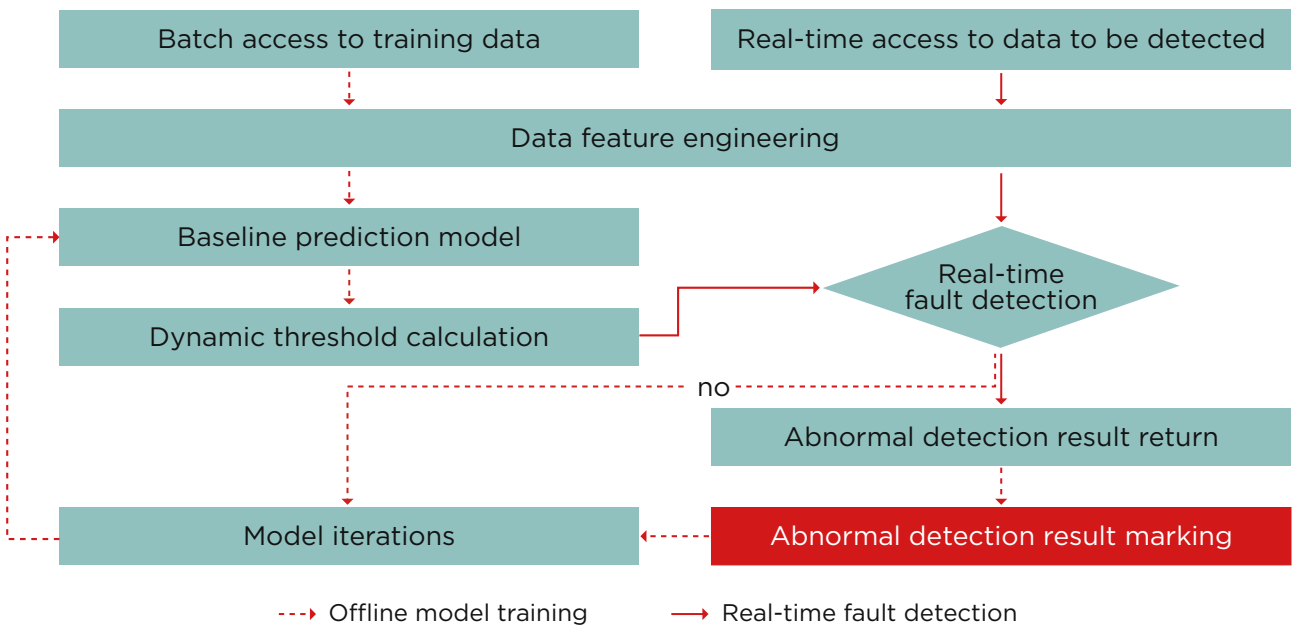 Batch access to training data
Real-time access to data to be detected
Data feature engineering
Baseline prediction model
Real-time
fault detection
Dynamic threshold calculation
no
Abnormal detection result return
Model iterations
Abnormal detection result marking
Offline model training
Real-time fault detection